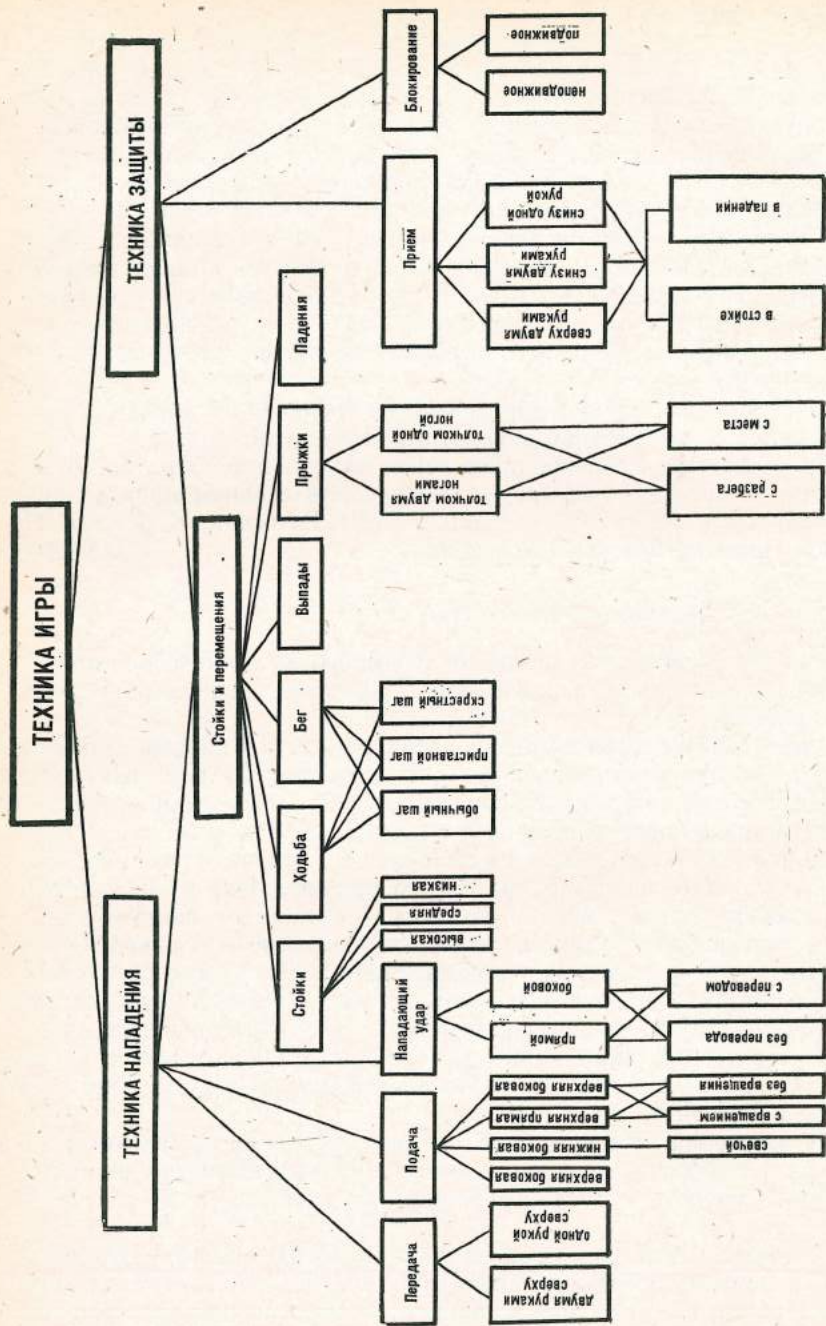 ТЕХНИКА ИГРЫ
ТЕХНИКА НАПАДЕНИЯ
ТЕХНИКА ЗАЩИТЫ
Стойки и перемещения
Передача
Подача
Нападающий
удар
Стойки
Ходьба
Бег
Выпады
Прыжки
Падения
Прием
Блокирование
двумя руками
сверху
одной рукой
сверху
верхняя боковая
нижняя боковая
верхняя прямая
верхняя боковая
прямой
боковой
высокая
средняя
низкая
обычный шаг
приставной шаг
скрестный шаг
толчком двумя
ногами
толчком одной
ногой
сверху двумя
руками
снизу двумя
руками
снизу одной
рукой
неподвижное
подвижное
свечой
с вращением
без вращения
без перевода
с переводом
с разбега
с места
в стойке
в падении